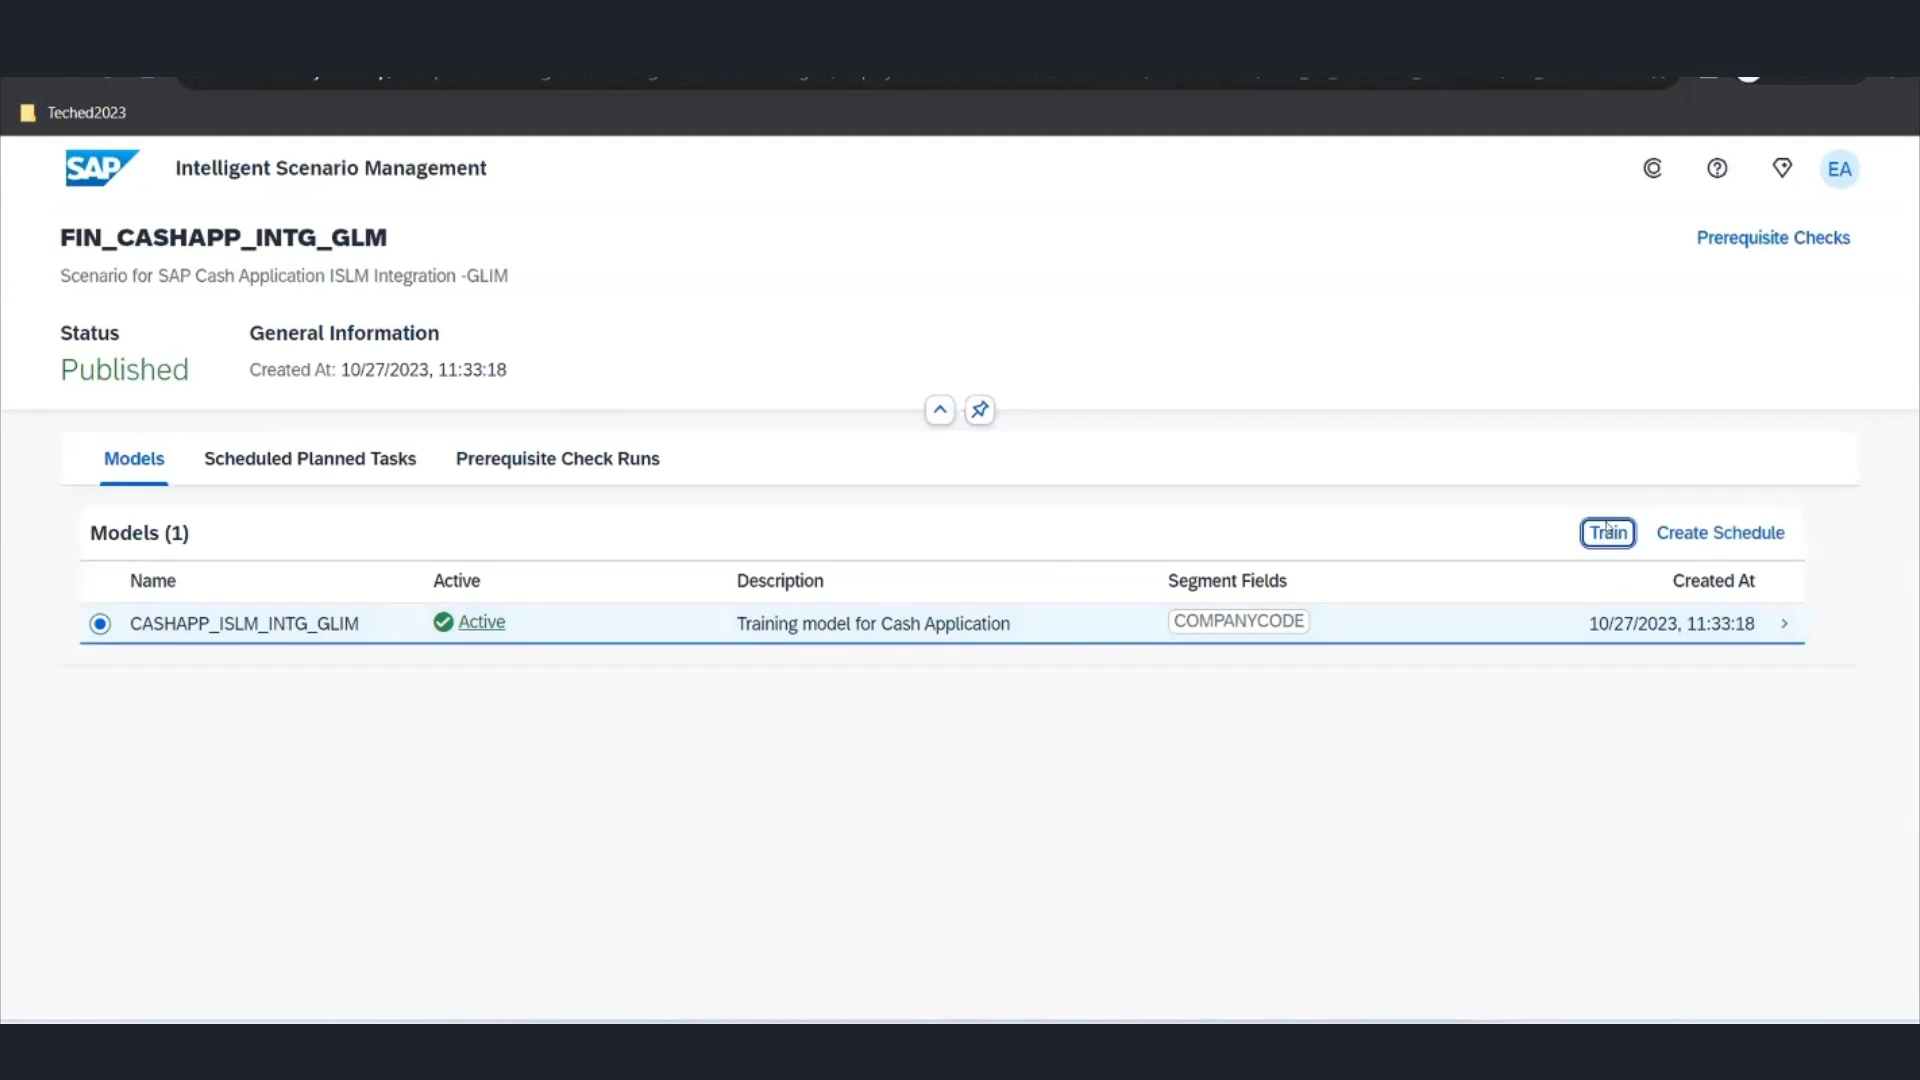 Teched2023
SAP Intelligent Scenario Management
EA
FIN_CASHAPP_INTG_GLM
Prerequisite Checks
Scenario for SAP Cash Application ISLM Integration -GLIM
Status
General Information
Published
Created At: 10/27/2023, 11:33:18
Models Scheduled Planned Tasks Prerequisite Check Runs
Models (1)
Train Create Schedule
Name Active Description Segment Fields Created At
CASHAPP_ISLM_INTG_GLIM Active Training model for Cash Application COMPANYCODE 10/27/2023, 11:33:18